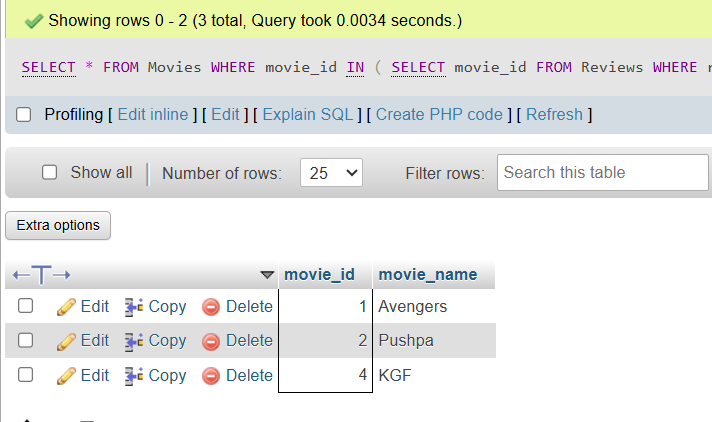 Showing rows 0 - 2 (3 total, Query took 0.0034 seconds.)
SELECT * FROM Movies WHERE movie_id IN ( SELECT movie_id FROM Reviews WHERE
Profiling [ Edit inline ] [ Edit ] [ Explain SQL ] [ Create PHP code ] [ Refresh ]
Show all | Number of rows: 25 Filter rows: Search this table
Extra options
←T→ movie_id movie_name
Edit Copy Delete 1 Avengers
Edit Copy Delete 2 Pushpa
Edit Copy Delete 4 KGF